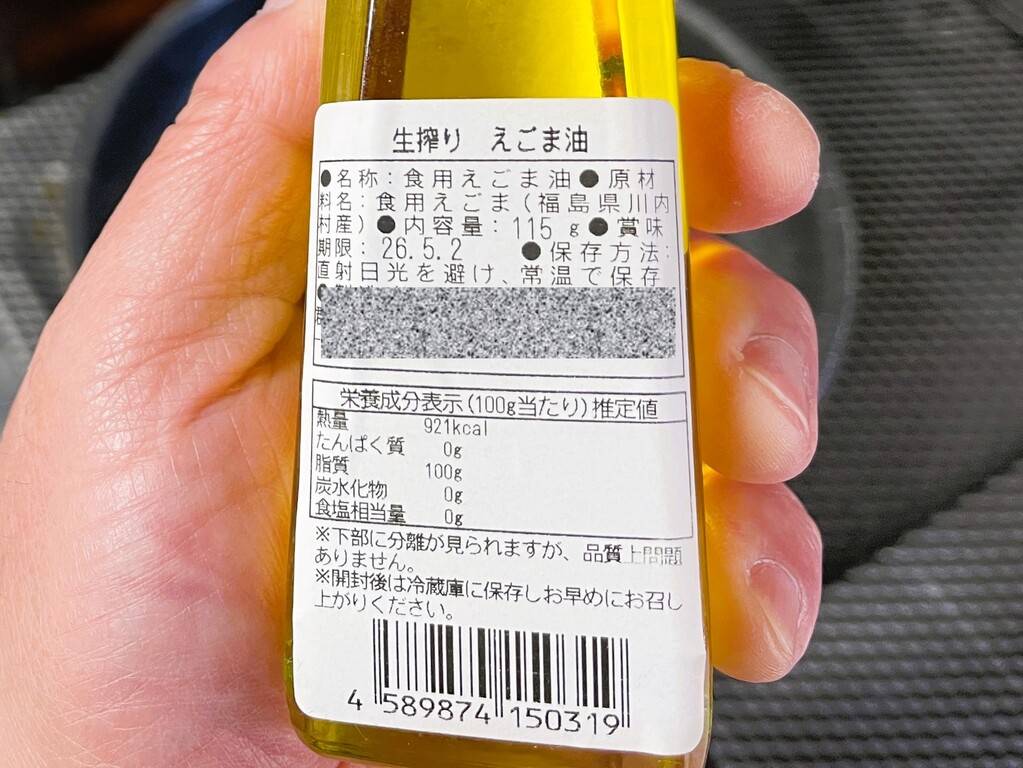 生搾り えごま油
●名称：食用えごま油●原材
料名：食用えごま（福島県川内
村産）●内容量：115g●賞味
期限：26.5.2 ●保存方法：
直射日光を避け、常温で保存
栄養成分表示(100g当たり)推定値
熱量 921kcal
たんぱく質 0g
脂質 100g
炭水化物 0g
食塩相当量 0g
※下部に分離が見られますが、品質上問題
ありません。
※開封後は冷蔵庫に保存しお早めにお召し
上がりください。
4 589874 150319